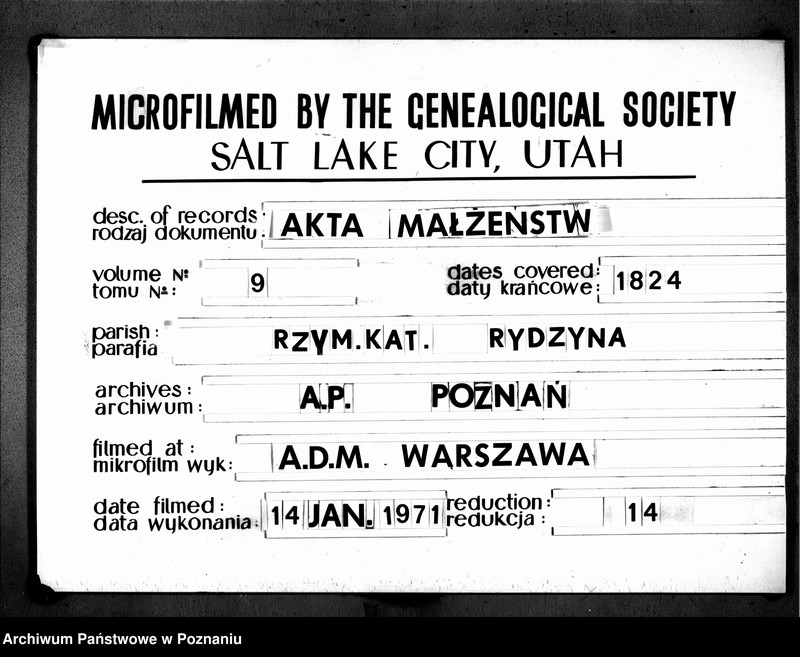 MICROFILMED BY THE GENEALOGICAL SOCIETY
SALT LAKE CITY, UTAH
desc. of records:
rodzaj dokumentu:
AKTA MAŁŻEŃSTW
volume №:
tomu №:
9
dates covered:
daty krańcowe:
1824
parish:
parafia
RZYM.KAT. RYDZYNA
archives:
archiwum:
A.P. POZNAŃ
filmed at:
mikrofilm wyk:
A.D.M. WARSZAWA
date filmed:
data wykonania:
14 JAN. 1971
reduction:
redukcja:
14
Archiwum Państwowe w Poznaniu